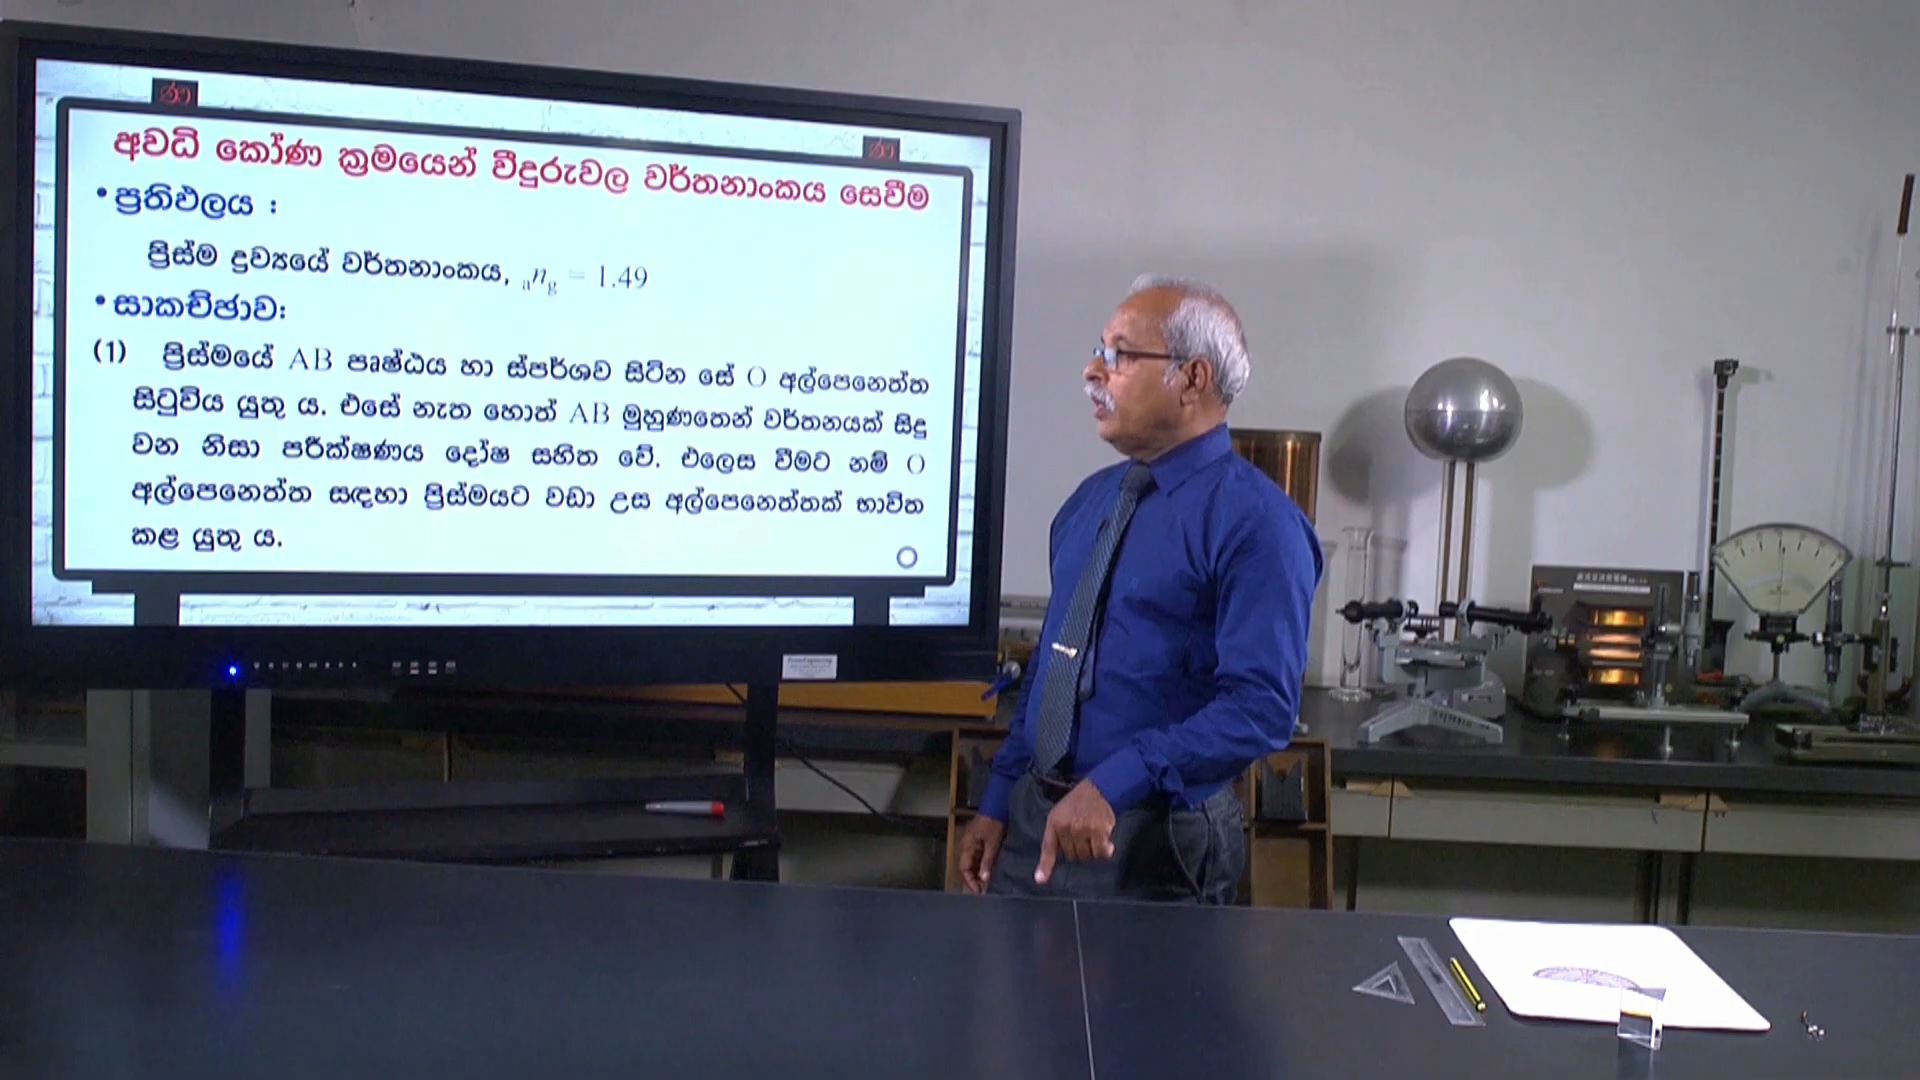 අවධි කෝණ ක්‍රමයෙන් වීදුරුවල වර්තනාංකය සෙවීම
• ප්‍රතිඵලය :
ප්‍රිස්ම ද්‍රව්‍යයේ වර්තනාංකය, ₐn_g = 1.49
• සාකච්ඡාව:
(1) ප්‍රිස්මයේ AB පෘෂ්ඨය හා ස්පර්ශව සිටින සේ O අල්පෙනෙත්ත
සිටුවිය යුතු ය. එසේ නැත හොත් AB මුහුණතෙන් වර්තනයක් සිදු
වන නිසා පරීක්ෂණය දෝෂ සහිත වේ. එලෙස වීමට නම් O
අල්පෙනෙත්ත සඳහා ප්‍රිස්මයට වඩා උස අල්පෙනෙත්තක් භාවිත
කළ යුතු ය.